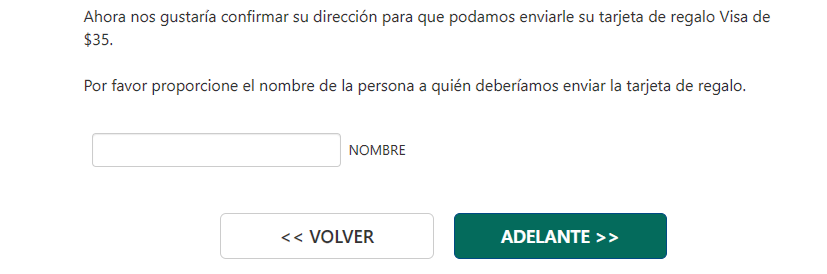 Ahora nos gustaría confirmar su dirección para que podamos enviarle su tarjeta de regalo Visa de
$35.
Por favor proporcione el nombre de la persona a quién deberíamos enviar la tarjeta de regalo.
NOMBRE
<< VOLVER
ADELANTE >>